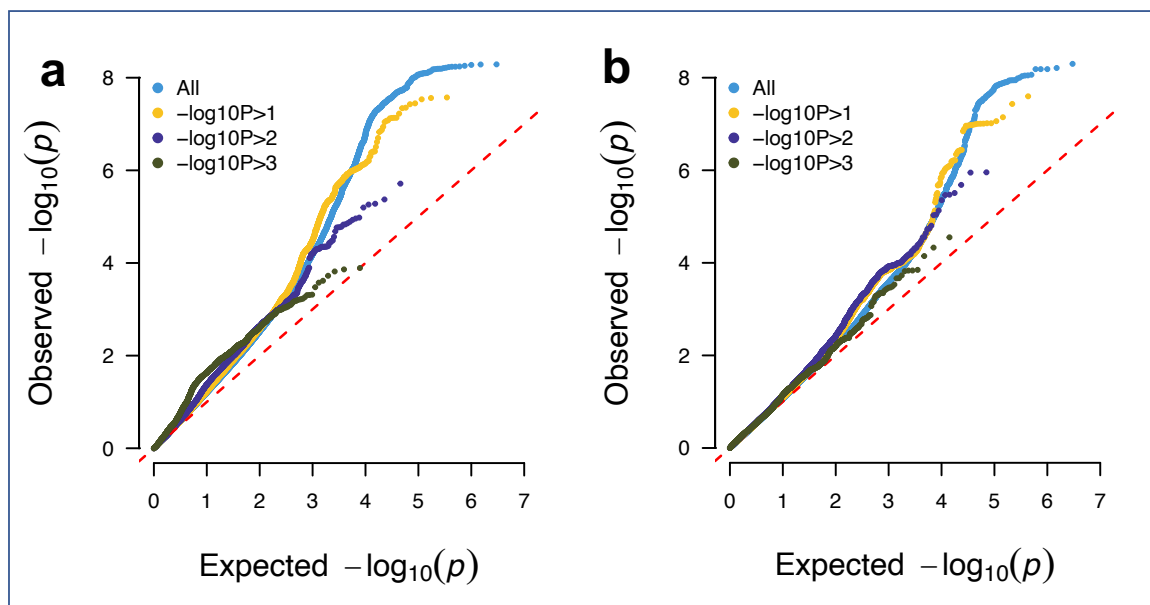 a
All
−log10P>1
−log10P>2
−log10P>3
8
6
4
2
0
0 1 2 3 4 5 6 7
Observed −log₁₀(p)
Expected −log₁₀(p)
b
All
−log10P>1
−log10P>2
−log10P>3
8
6
4
2
0
0 1 2 3 4 5 6 7
Observed −log₁₀(p)
Expected −log₁₀(p)